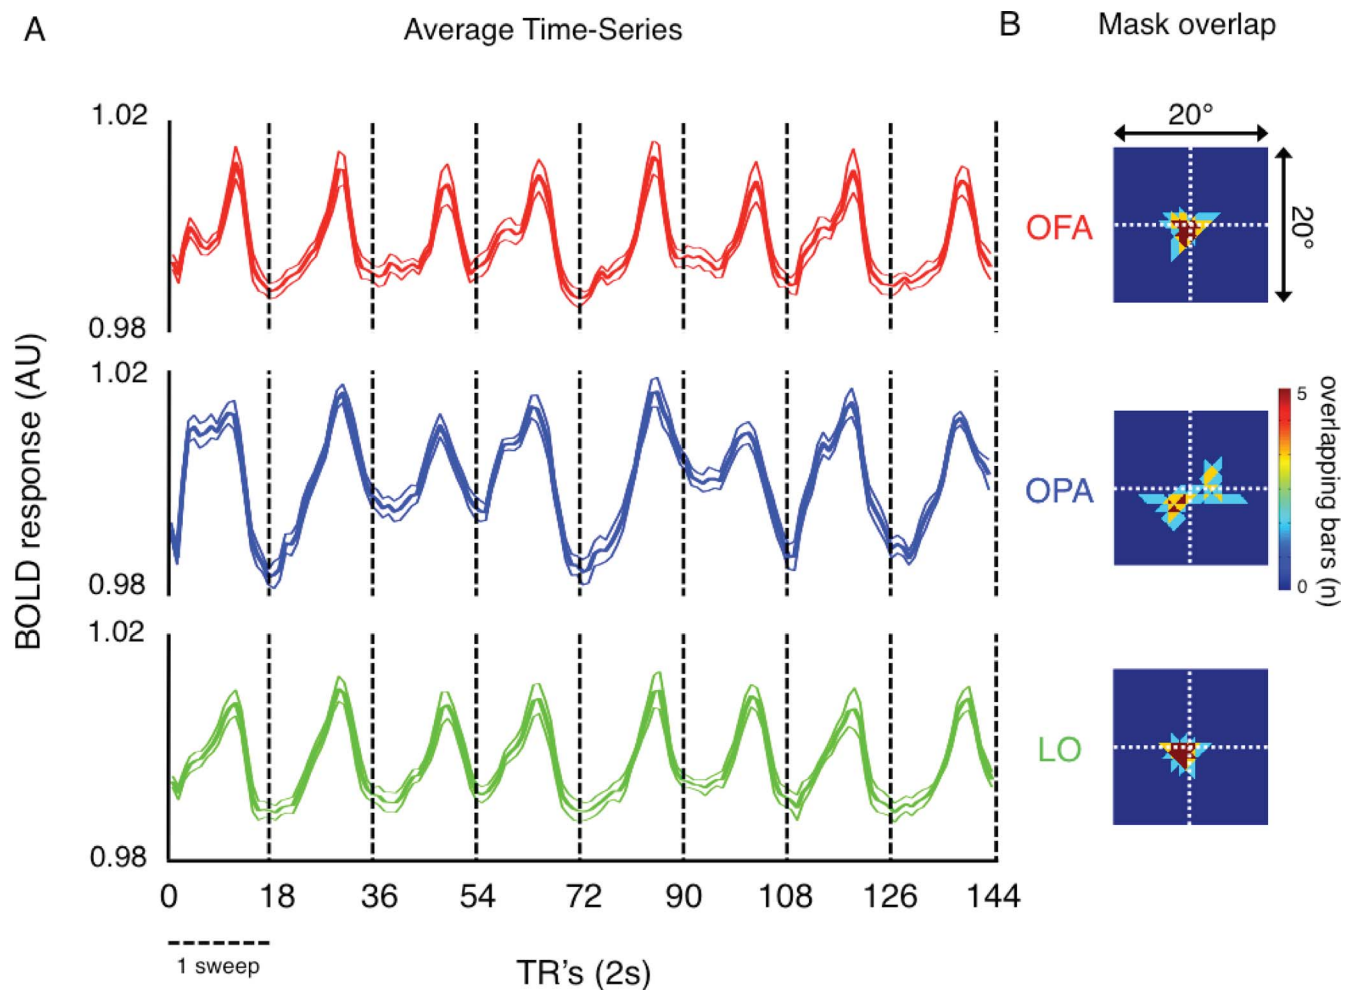 A
Average Time-Series
B
Mask overlap
1.02
0.98
OFA
20°
20°
BOLD response (AU)
1.02
0.98
OPA
5
0
overlapping bars (n)
1.02
0.98
LO
0 18 36 54 72 90 108 126 144
1 sweep
TR's (2s)